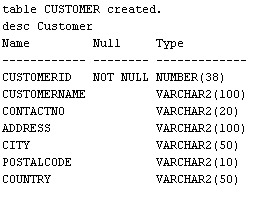 table CUSTOMER created.
desc Customer
Name        Null     Type
----------- -------- -------------
CUSTOMERID  NOT NULL NUMBER(38)
CUSTOMERNAME         VARCHAR2(100)
CONTACTNO            VARCHAR2(20)
ADDRESS              VARCHAR2(100)
CITY                 VARCHAR2(50)
POSTALCODE           VARCHAR2(10)
COUNTRY              VARCHAR2(50)